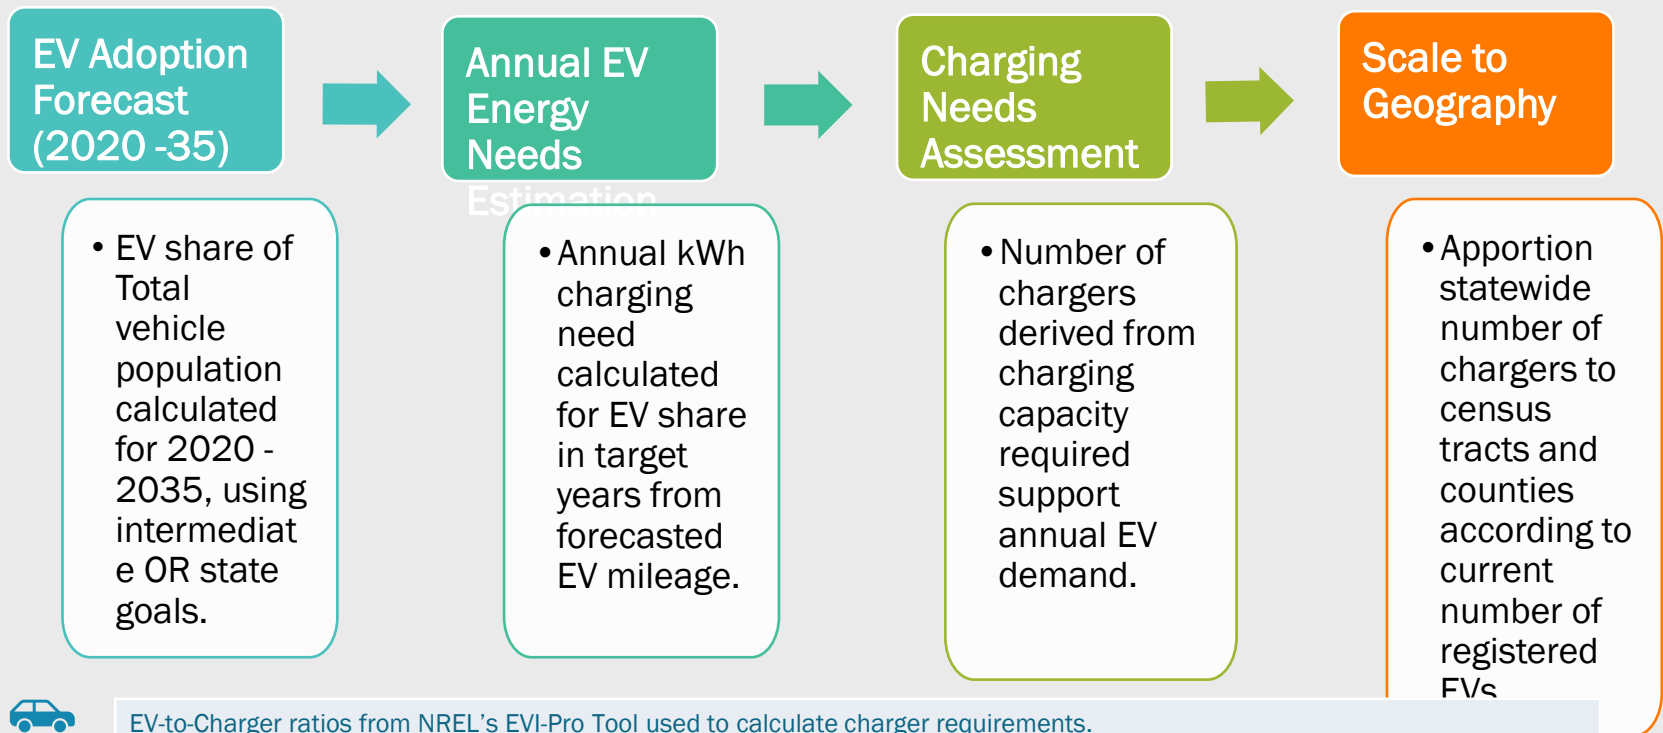 EV Adoption
Forecast
(2020 -35)
Annual EV
Energy
Needs
Estimation
Charging
Needs
Assessment
Scale to
Geography
• EV share of
Total
vehicle
population
calculated
for 2020 -
2035, using
intermediat
e OR state
goals.
•Annual kWh
charging
need
calculated
for EV share
in target
years from
forecasted
EV mileage.
•Number of
chargers
derived from
charging
capacity
required
support
annual EV
demand.
•Apportion
statewide
number of
chargers to
census
tracts and
counties
according to
current
number of
registered
EVs
EV-to-Charger ratios from NREL's EVI-Pro Tool used to calculate charger requirements.